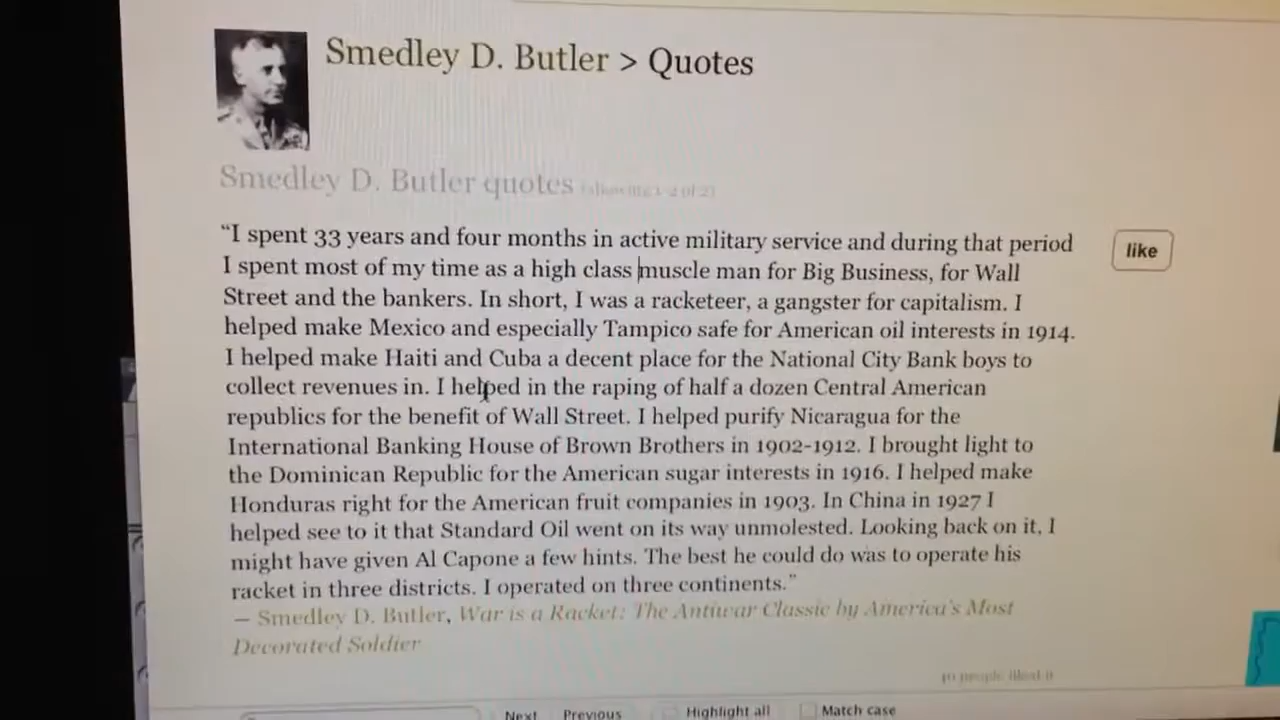 Smedley D. Butler > Quotes
Smedley D. Butler quotes (showing 1-2 of 2)
“I spent 33 years and four months in active military service and during that period
I spent most of my time as a high class muscle man for Big Business, for Wall
Street and the bankers. In short, I was a racketeer, a gangster for capitalism. I
helped make Mexico and especially Tampico safe for American oil interests in 1914.
I helped make Haiti and Cuba a decent place for the National City Bank boys to
collect revenues in. I helped in the raping of half a dozen Central American
republics for the benefit of Wall Street. I helped purify Nicaragua for the
International Banking House of Brown Brothers in 1902-1912. I brought light to
the Dominican Republic for the American sugar interests in 1916. I helped make
Honduras right for the American fruit companies in 1903. In China in 1927 I
helped see to it that Standard Oil went on its way unmolested. Looking back on it, I
might have given Al Capone a few hints. The best he could do was to operate his
racket in three districts. I operated on three continents.”
— Smedley D. Butler, War is a Racket: The Antiwar Classic by America's Most
Decorated Soldier
like
people liked it
Next Previous Highlight all Match case